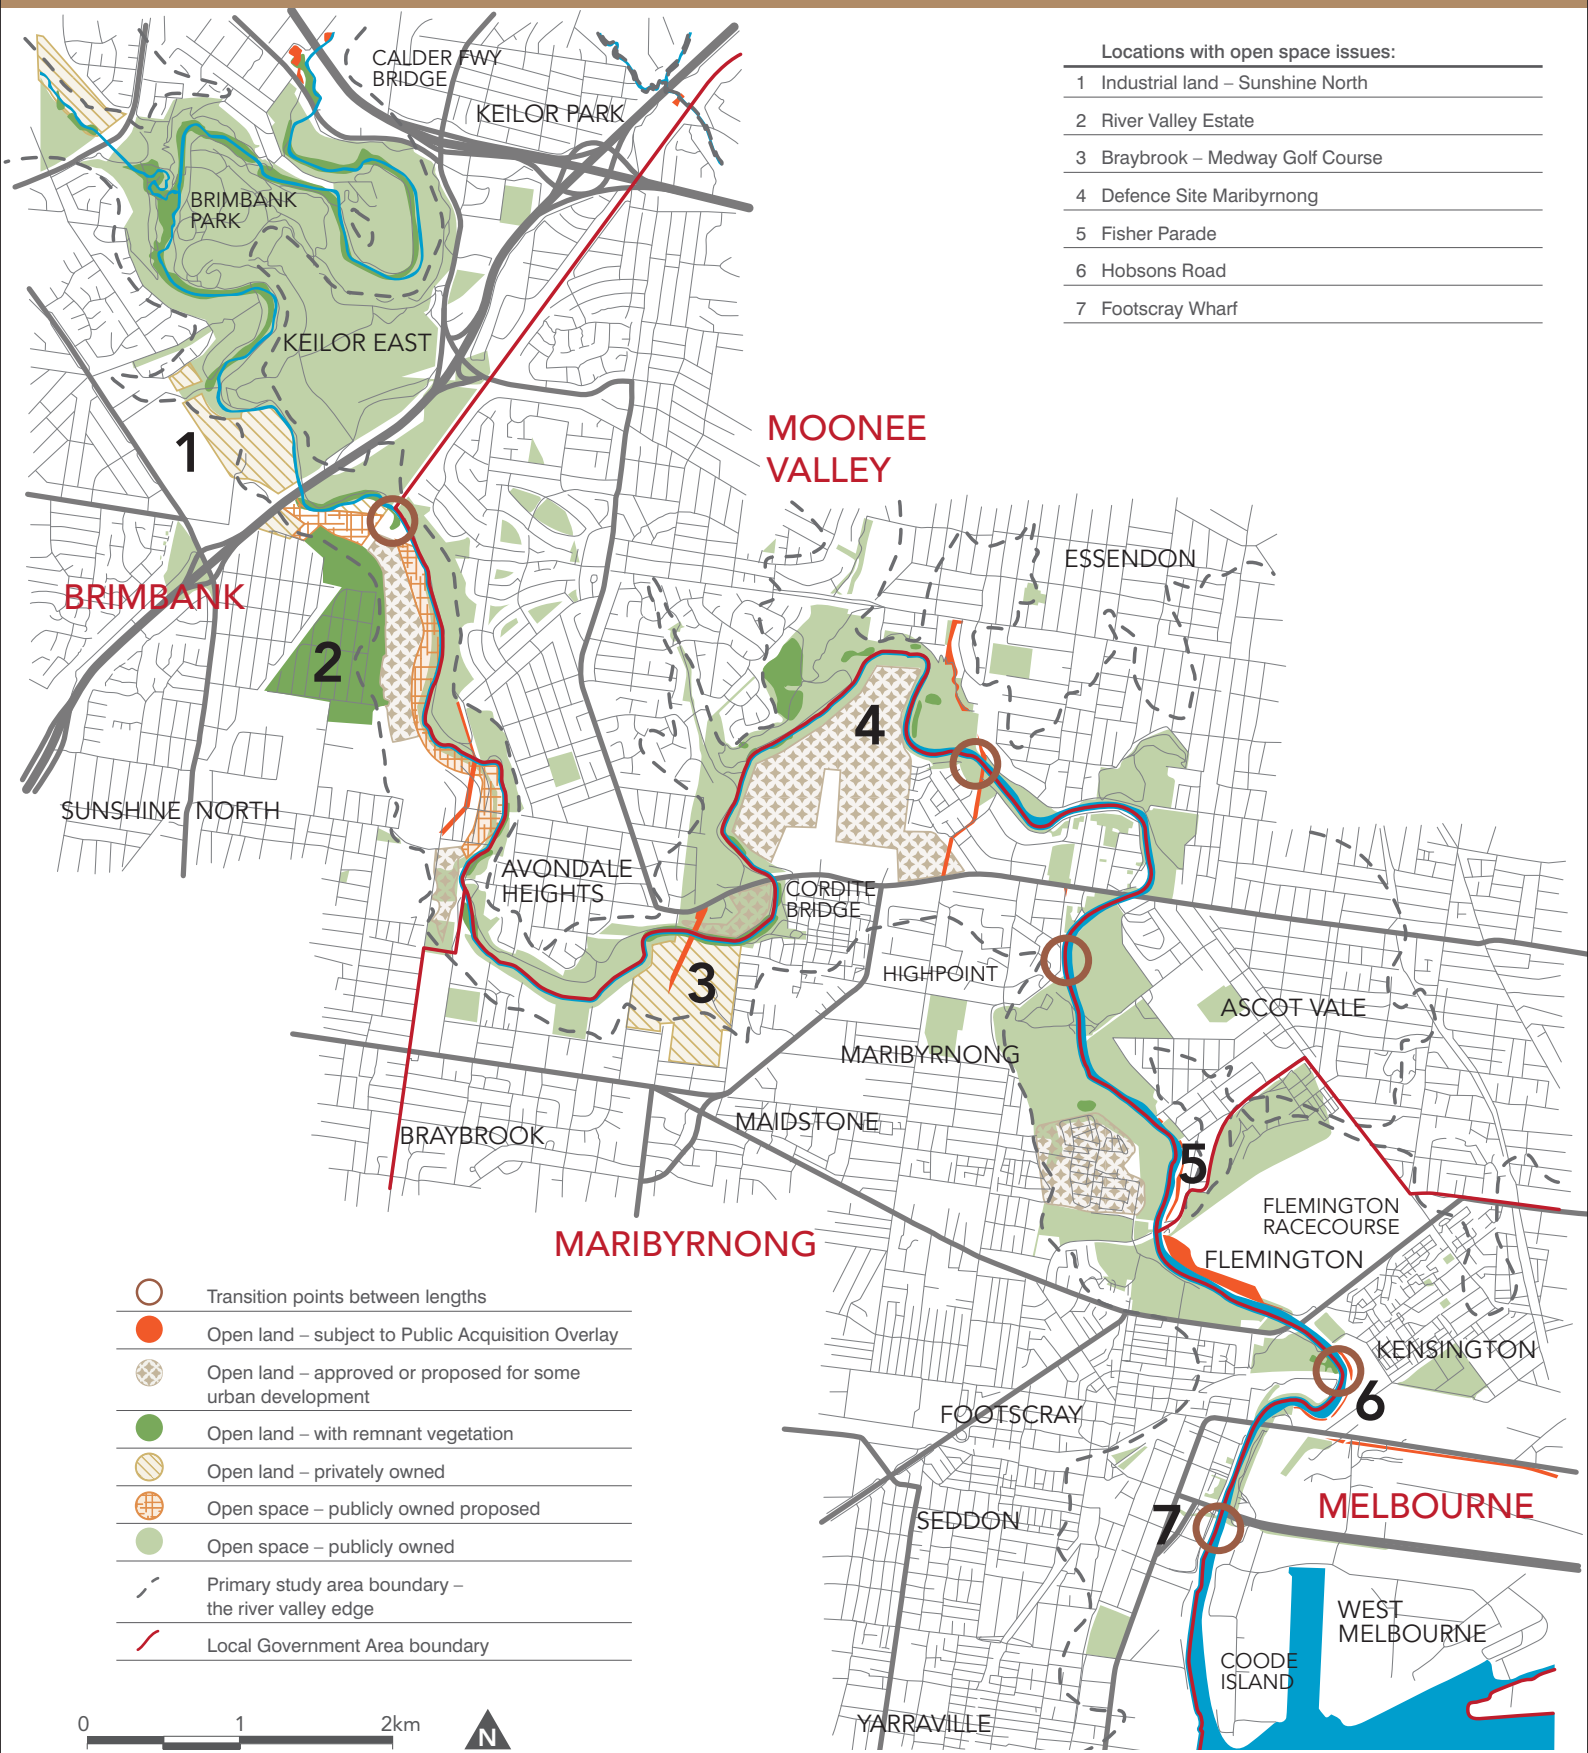 Locations with open space issues:
1 Industrial land – Sunshine North
2 River Valley Estate
3 Braybrook – Medway Golf Course
4 Defence Site Maribyrnong
5 Fisher Parade
6 Hobsons Road
7 Footscray Wharf
CALDER FWY
BRIDGE
KEILOR PARK
BRIMBANK
PARK
KEILOR EAST
MOONEE
VALLEY
1
ESSENDON
BRIMBANK
2
4
SUNSHINE NORTH
AVONDALE
HEIGHTS
CORDITE
BRIDGE
3
HIGHPOINT
ASCOT VALE
MARIBYRNONG
MAIDSTONE
BRAYBROOK
5
FLEMINGTON
RACECOURSE
MARIBYRNONG
FLEMINGTON
KENSINGTON
6
FOOTSCRAY
MELBOURNE
SEDDON
7
WEST
MELBOURNE
COODE
ISLAND
YARRAVILLE
Transition points between lengths
Open land – subject to Public Acquisition Overlay
Open land – approved or proposed for some
urban development
Open land – with remnant vegetation
Open land – privately owned
Open space – publicly owned proposed
Open space – publicly owned
Primary study area boundary –
the river valley edge
Local Government Area boundary
0 1 2km
N